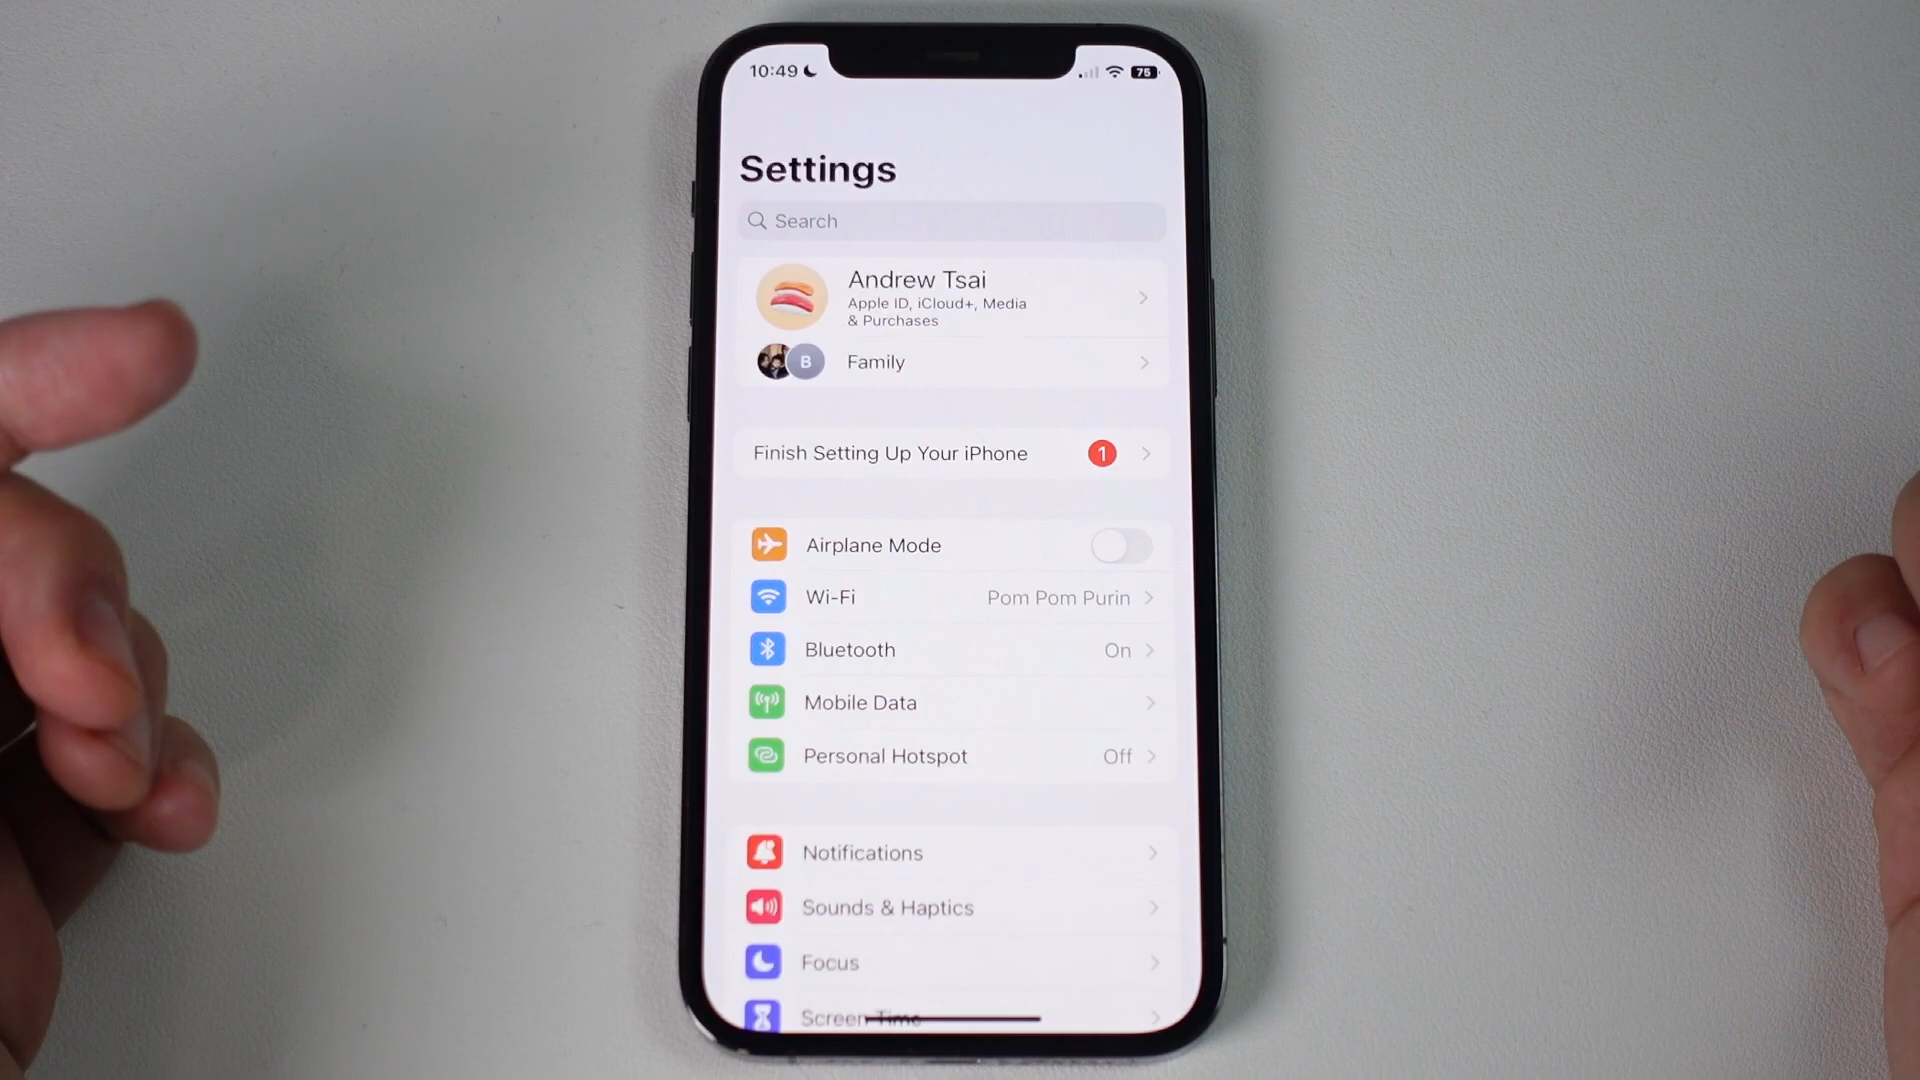 10:49
75
Settings
Search
Andrew Tsai
Apple ID, iCloud+, Media
& Purchases
B
Family
Finish Setting Up Your iPhone 1
Airplane Mode
Wi-Fi Pom Pom Purin
Bluetooth On
Mobile Data
Personal Hotspot Off
Notifications
Sounds & Haptics
Focus
Screen Time